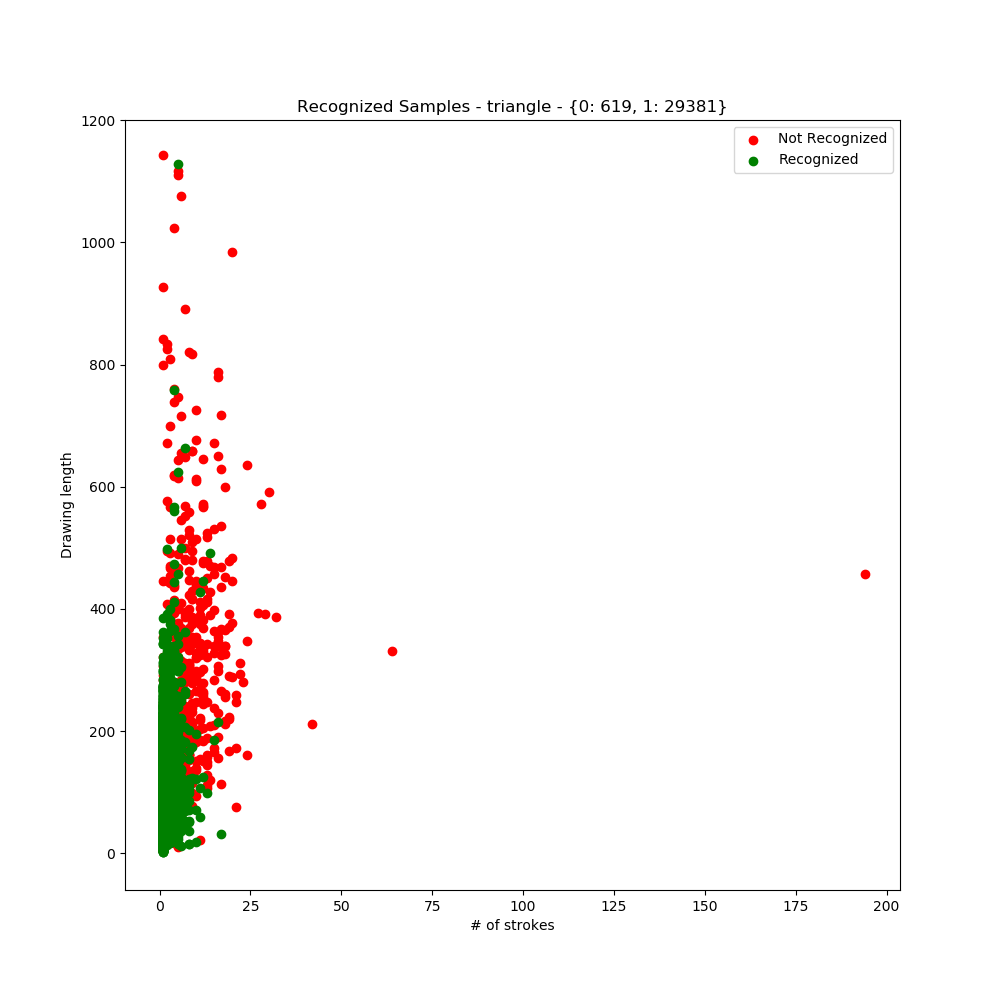 Recognized Samples - triangle - {0: 619, 1: 29381}
Not Recognized
Recognized
1200
1000
800
600
400
200
0
Drawing length
0 25 50 75 100 125 150 175 200
# of strokes